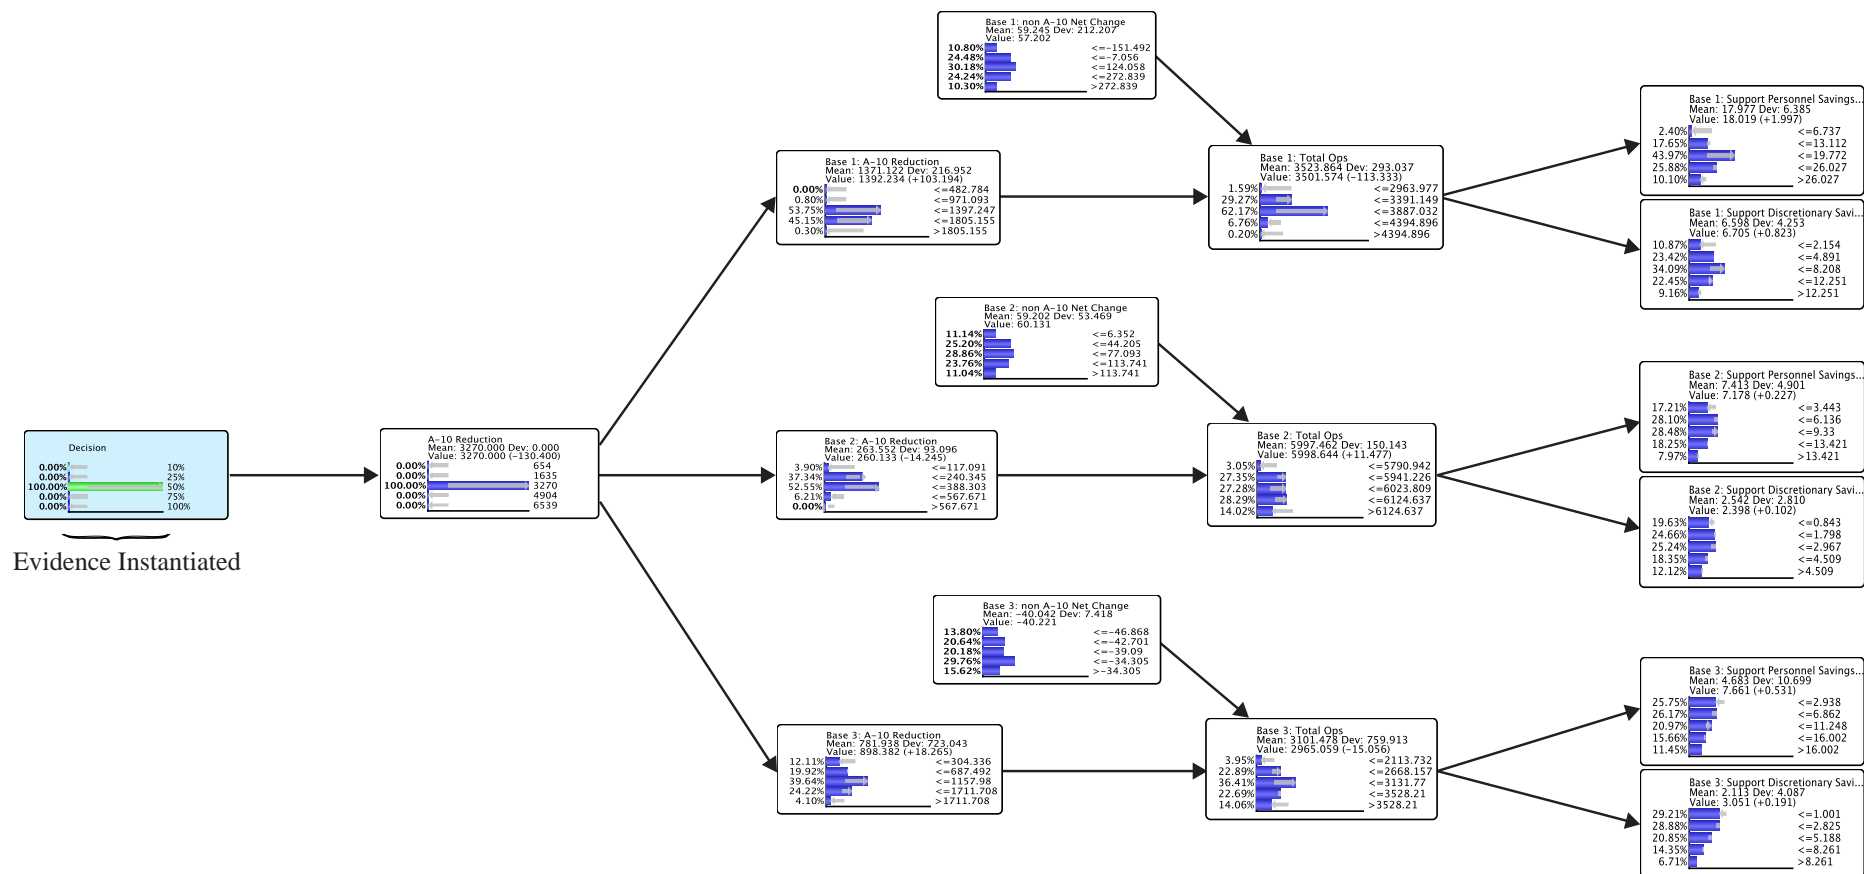 Base 1: non A-10 Net Change
Mean: 59.245 Dev: 212.207
Value: 57.202
10.80% <=-151.492
24.48% <=-7.056
30.18% <=124.058
24.24% <=272.839
10.30% >272.839
Base 1: Support Personnel Savings...
Mean: 17.977 Dev: 6.385
Value: 18.019 (+1.997)
2.40% <=6.737
17.65% <=13.112
43.97% <=19.772
25.88% <=26.027
10.10% >26.027
Base 1: A-10 Reduction
Mean: 1371.122 Dev: 216.952
Value: 1392.234 (+103.194)
0.00% <=482.784
0.80% <=971.093
53.75% <=1397.247
45.15% <=1805.155
0.30% >1805.155
Base 1: Total Ops
Mean: 3523.864 Dev: 293.037
Value: 3501.574 (-113.333)
1.59% <=2963.977
29.27% <=3391.149
62.17% <=3887.032
6.76% <=4394.896
0.20% >4394.896
Base 1: Support Discretionary Savi...
Mean: 6.598 Dev: 4.253
Value: 6.705 (+0.823)
10.87% <=2.154
23.42% <=4.891
34.09% <=8.208
22.45% <=12.251
9.16% >12.251
Base 2: non A-10 Net Change
Mean: 59.202 Dev: 53.469
Value: 60.131
11.14% <=6.352
25.20% <=44.205
28.86% <=77.093
23.76% <=113.741
11.04% >113.741
Base 2: Support Personnel Savings...
Mean: 7.413 Dev: 4.901
Value: 7.178 (+0.227)
17.21% <=3.443
28.10% <=6.136
28.48% <=9.33
18.25% <=13.421
7.97% >13.421
Decision
0.00% 10%
0.00% 25%
100.00% 50%
0.00% 75%
0.00% 100%
Evidence Instantiated
A-10 Reduction
Mean: 3270.000 Dev: 0.000
Value: 3270.000 (-130.400)
0.00% 654
0.00% 1635
100.00% 3270
0.00% 4904
0.00% 6539
Base 2: A-10 Reduction
Mean: 263.552 Dev: 93.096
Value: 260.133 (-14.245)
3.90% <=117.091
37.34% <=240.345
52.55% <=388.303
6.21% <=567.671
0.00% >567.671
Base 2: Total Ops
Mean: 5997.462 Dev: 150.143
Value: 5998.644 (+11.477)
3.05% <=5790.942
27.35% <=5941.226
27.28% <=6023.809
28.29% <=6124.637
14.02% >6124.637
Base 2: Support Discretionary Savi...
Mean: 2.542 Dev: 2.810
Value: 2.398 (+0.102)
19.63% <=0.843
24.66% <=1.798
25.24% <=2.967
18.35% <=4.509
12.12% >4.509
Base 3: non A-10 Net Change
Mean: -40.042 Dev: 7.418
Value: -40.221
13.80% <=-46.868
20.64% <=-42.701
20.18% <=-39.09
29.76% <=-34.305
15.62% >-34.305
Base 3: Support Personnel Savings...
Mean: 4.683 Dev: 10.699
Value: 7.661 (+0.531)
25.75% <=2.938
26.17% <=6.862
20.97% <=11.248
15.66% <=16.002
11.45% >16.002
Base 3: A-10 Reduction
Mean: 781.938 Dev: 723.043
Value: 898.382 (+18.265)
12.11% <=304.336
19.92% <=687.492
39.64% <=1157.98
24.22% <=1711.708
4.10% >1711.708
Base 3: Total Ops
Mean: 3101.478 Dev: 759.913
Value: 2965.059 (-15.056)
3.95% <=2113.732
22.89% <=2668.157
36.41% <=3131.77
22.69% <=3528.21
14.06% >3528.21
Base 3: Support Discretionary Savi...
Mean: 2.113 Dev: 4.087
Value: 3.051 (+0.191)
29.21% <=1.001
28.88% <=2.825
20.85% <=5.188
14.35% <=8.261
6.71% >8.261